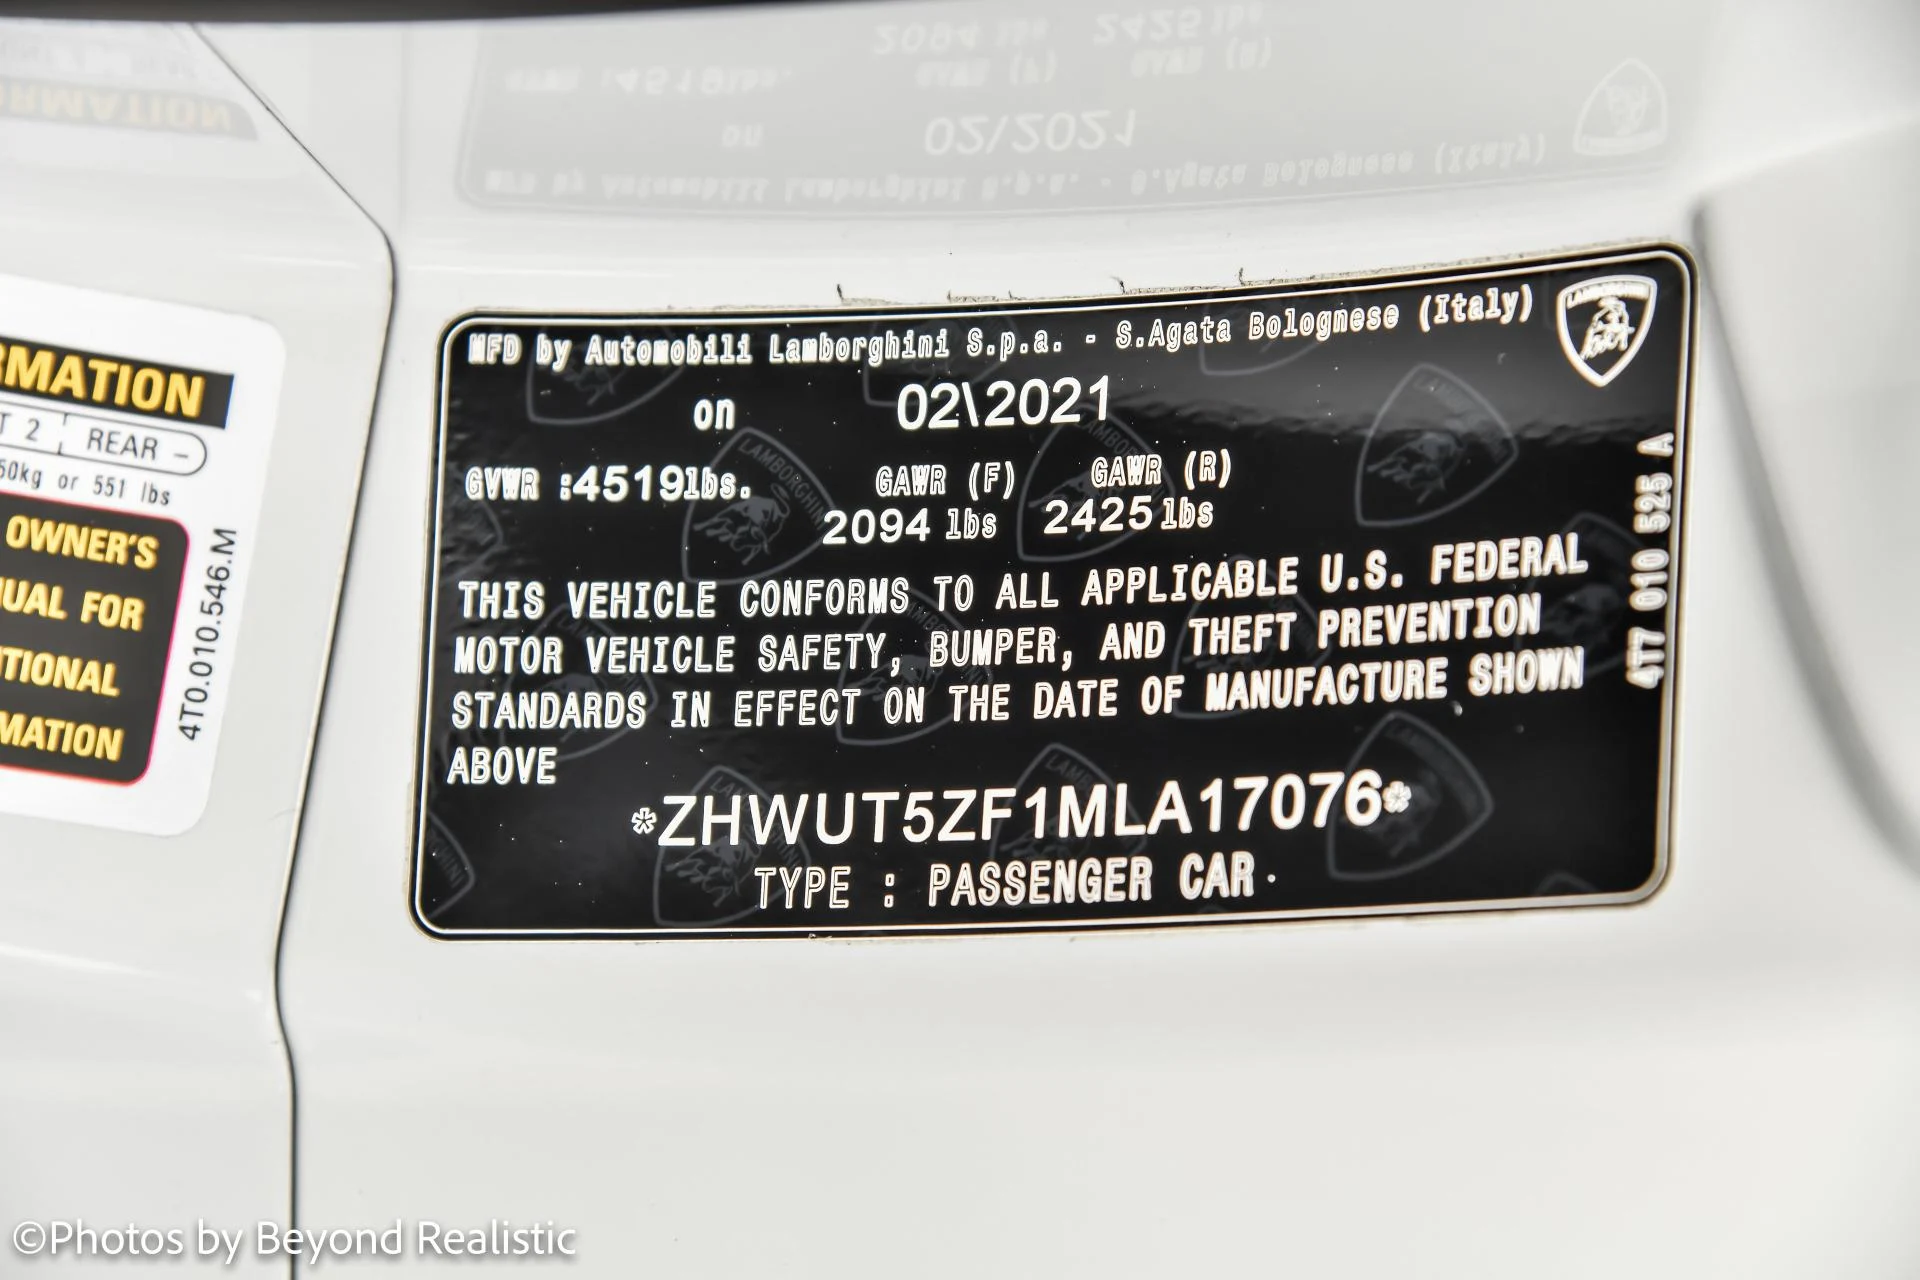 MFD by Automobili Lamborghini S.p.a. - S.Agata Bolognese (Italy)
LAMBORGHINI
on 02\2021
GVWR :4519lbs. GAWR (F) GAWR (R)
2094 lbs 2425 lbs
THIS VEHICLE CONFORMS TO ALL APPLICABLE U.S. FEDERAL
MOTOR VEHICLE SAFETY, BUMPER, AND THEFT PREVENTION
STANDARDS IN EFFECT ON THE DATE OF MANUFACTURE SHOWN
ABOVE
*ZHWUT5ZF1MLA17076*
TYPE : PASSENGER CAR
4T7 010 525 A
RMATION
T 2 REAR -
50kg or 551 lbs
OWNER'S
UAL FOR
TIONAL
MATION
4T0.010.546.M
©Photos by Beyond Realistic